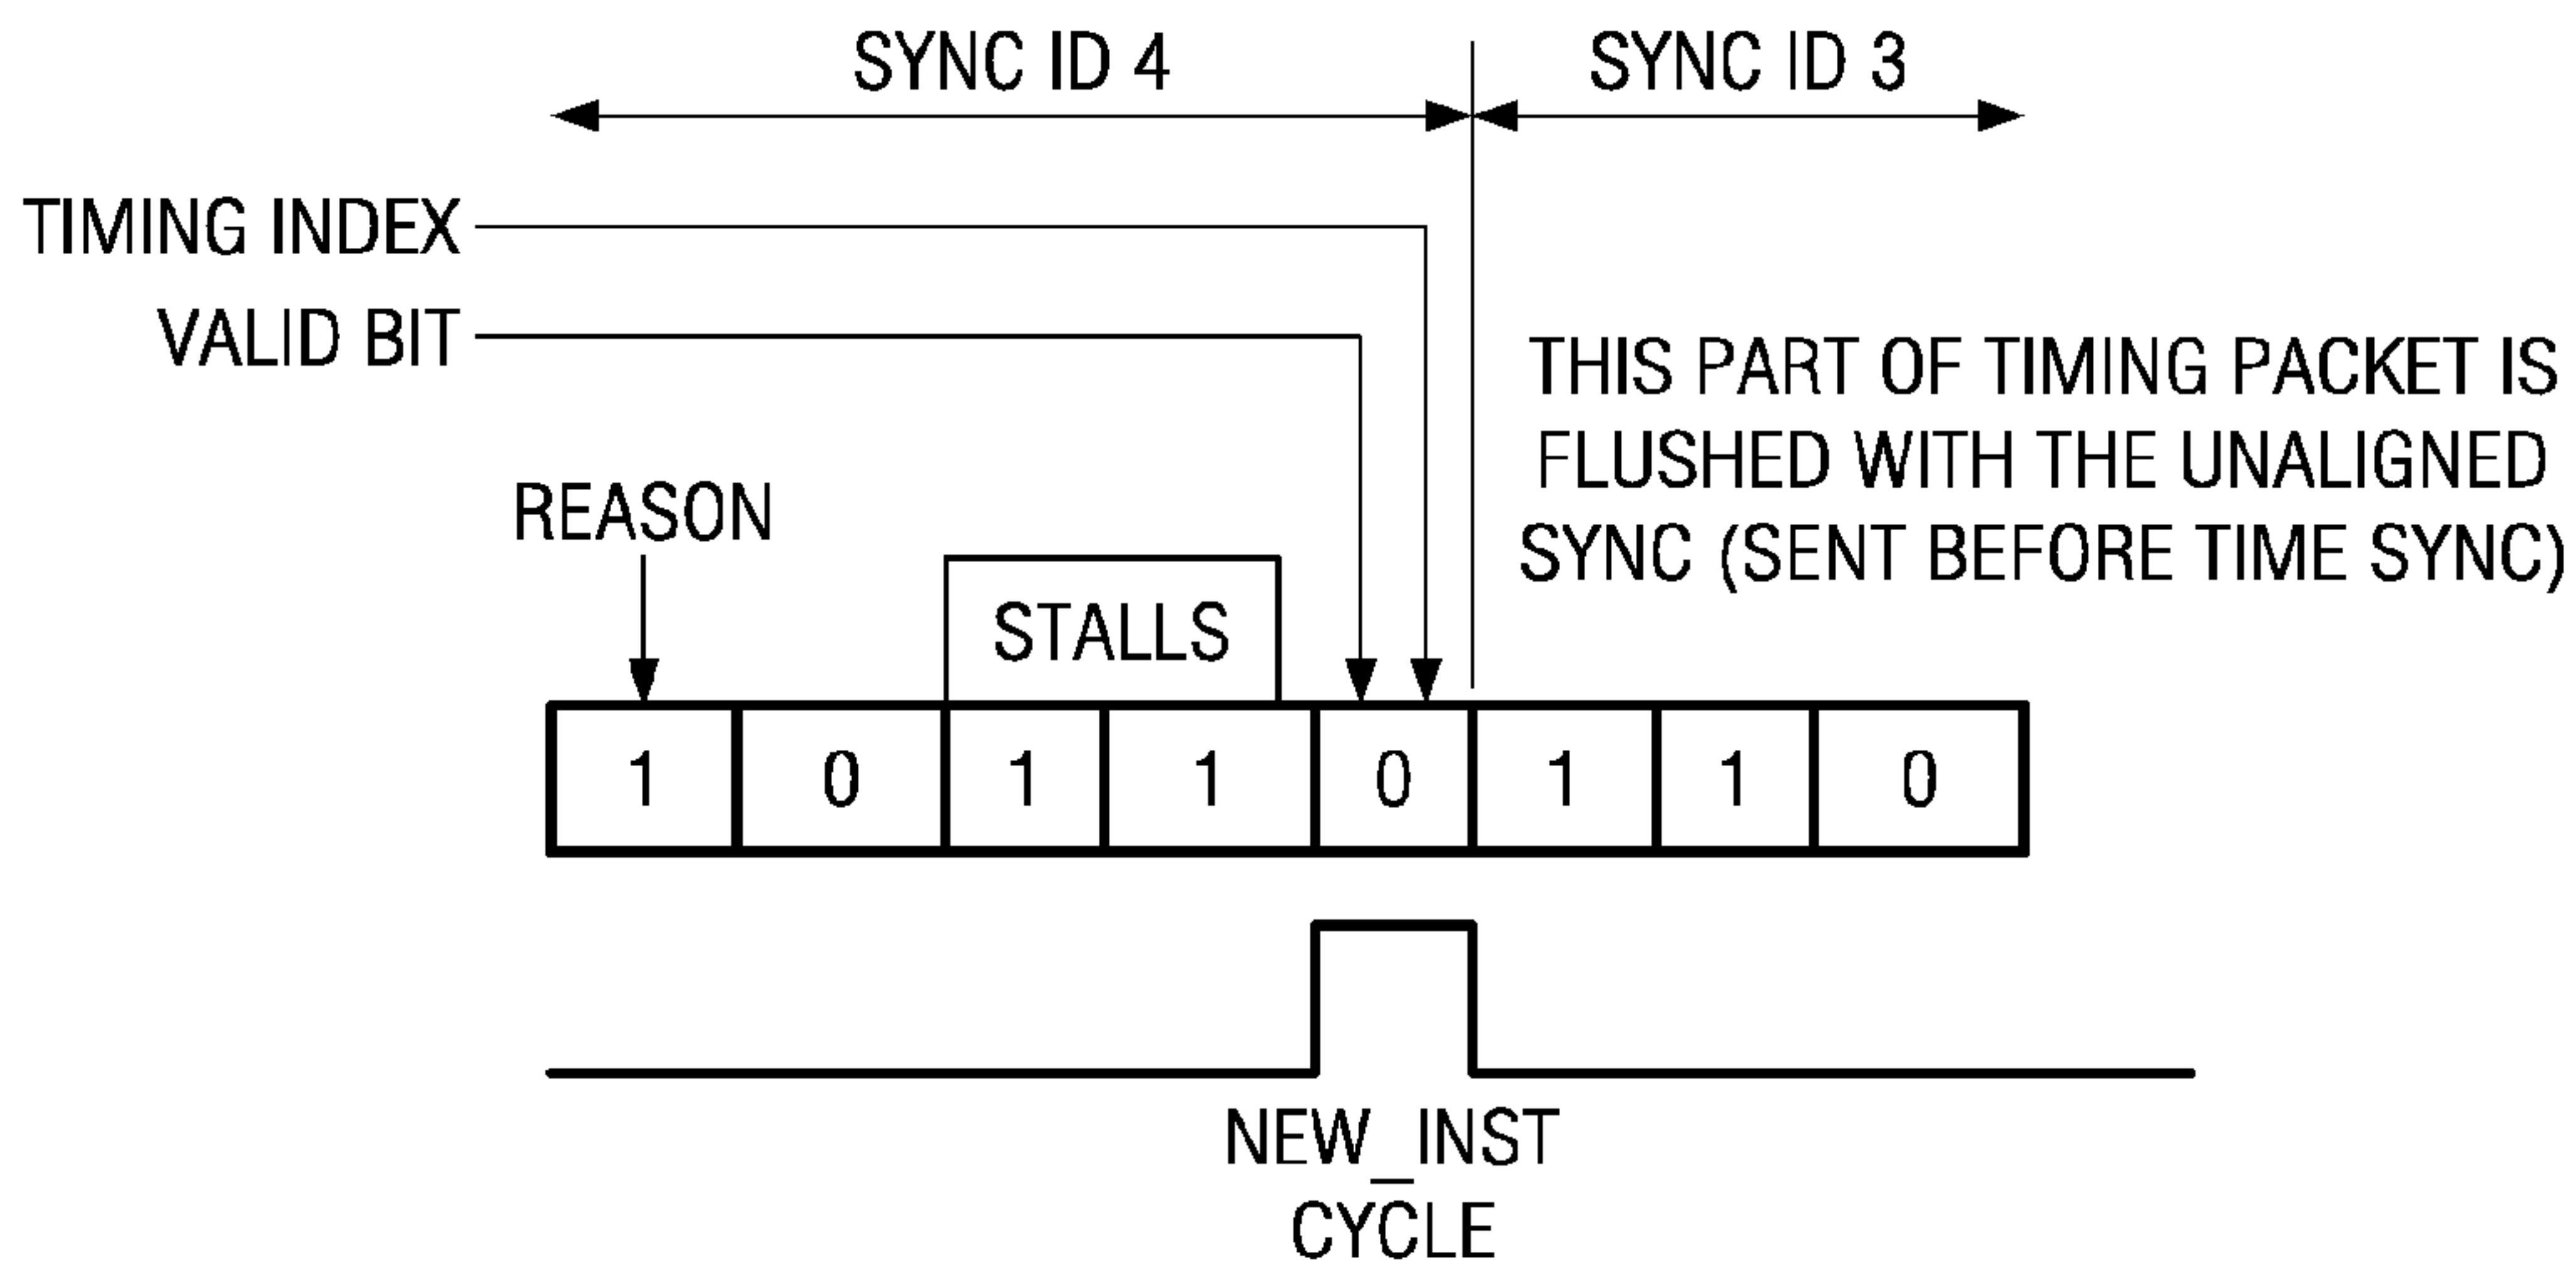 SYNC ID 4
SYNC ID 3
TIMING INDEX
VALID BIT
THIS PART OF TIMING PACKET IS
FLUSHED WITH THE UNALIGNED
SYNC (SENT BEFORE TIME SYNC)
REASON
STALLS
1 0 1 1 0 1 1 0
NEW_INST
CYCLE